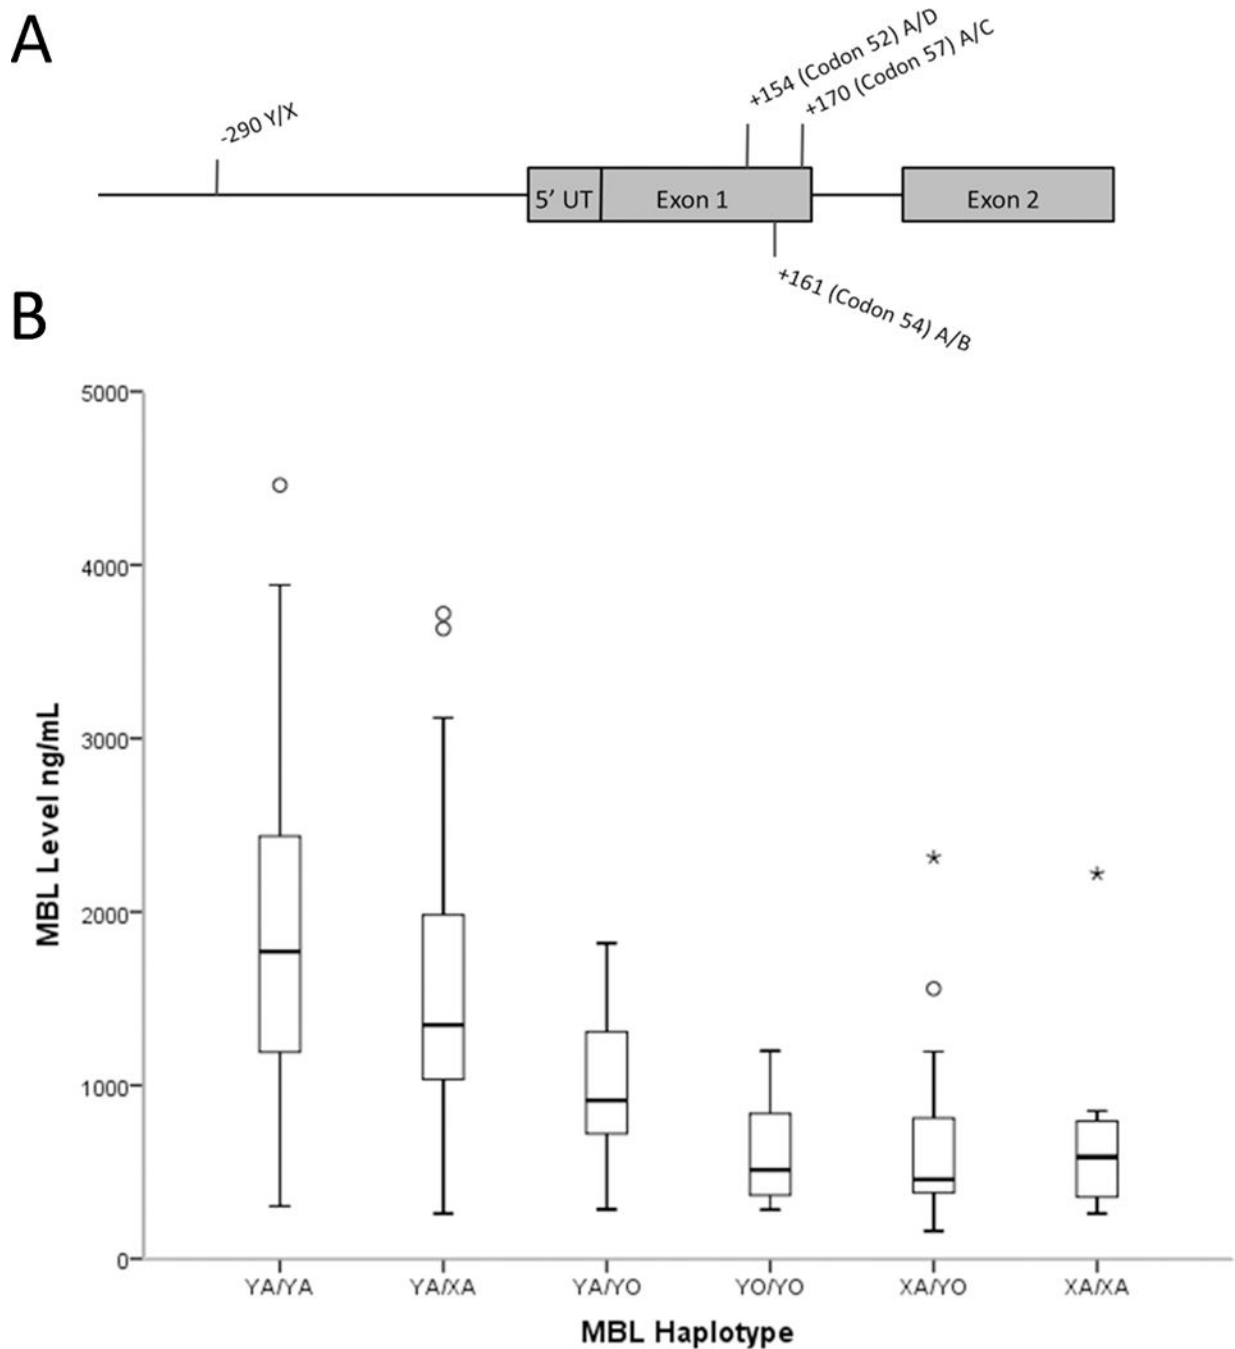 A
+154 (Codon 52) A/D
+170 (Codon 57) A/C
-290 Y/X
5' UT
Exon 1
Exon 2
+161 (Codon 54) A/B
B
5000
4000
3000
2000
1000
0
MBL Level ng/mL
YA/YA
YA/XA
YA/YO
YO/YO
XA/YO
XA/XA
MBL Haplotype